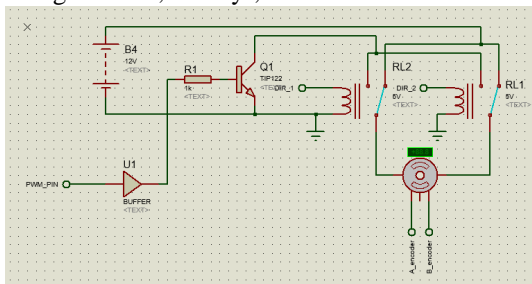 B4
12V
<TEXT>
R1
1k
<TEXT>
Q1
TIP122
<TEXT>
DIR_1
RL2
5V
<TEXT>
DIR_2
RL1
5V
<TEXT>
PWM_PIN
U1
BUFFER
<TEXT>
A_encoder
B_encoder